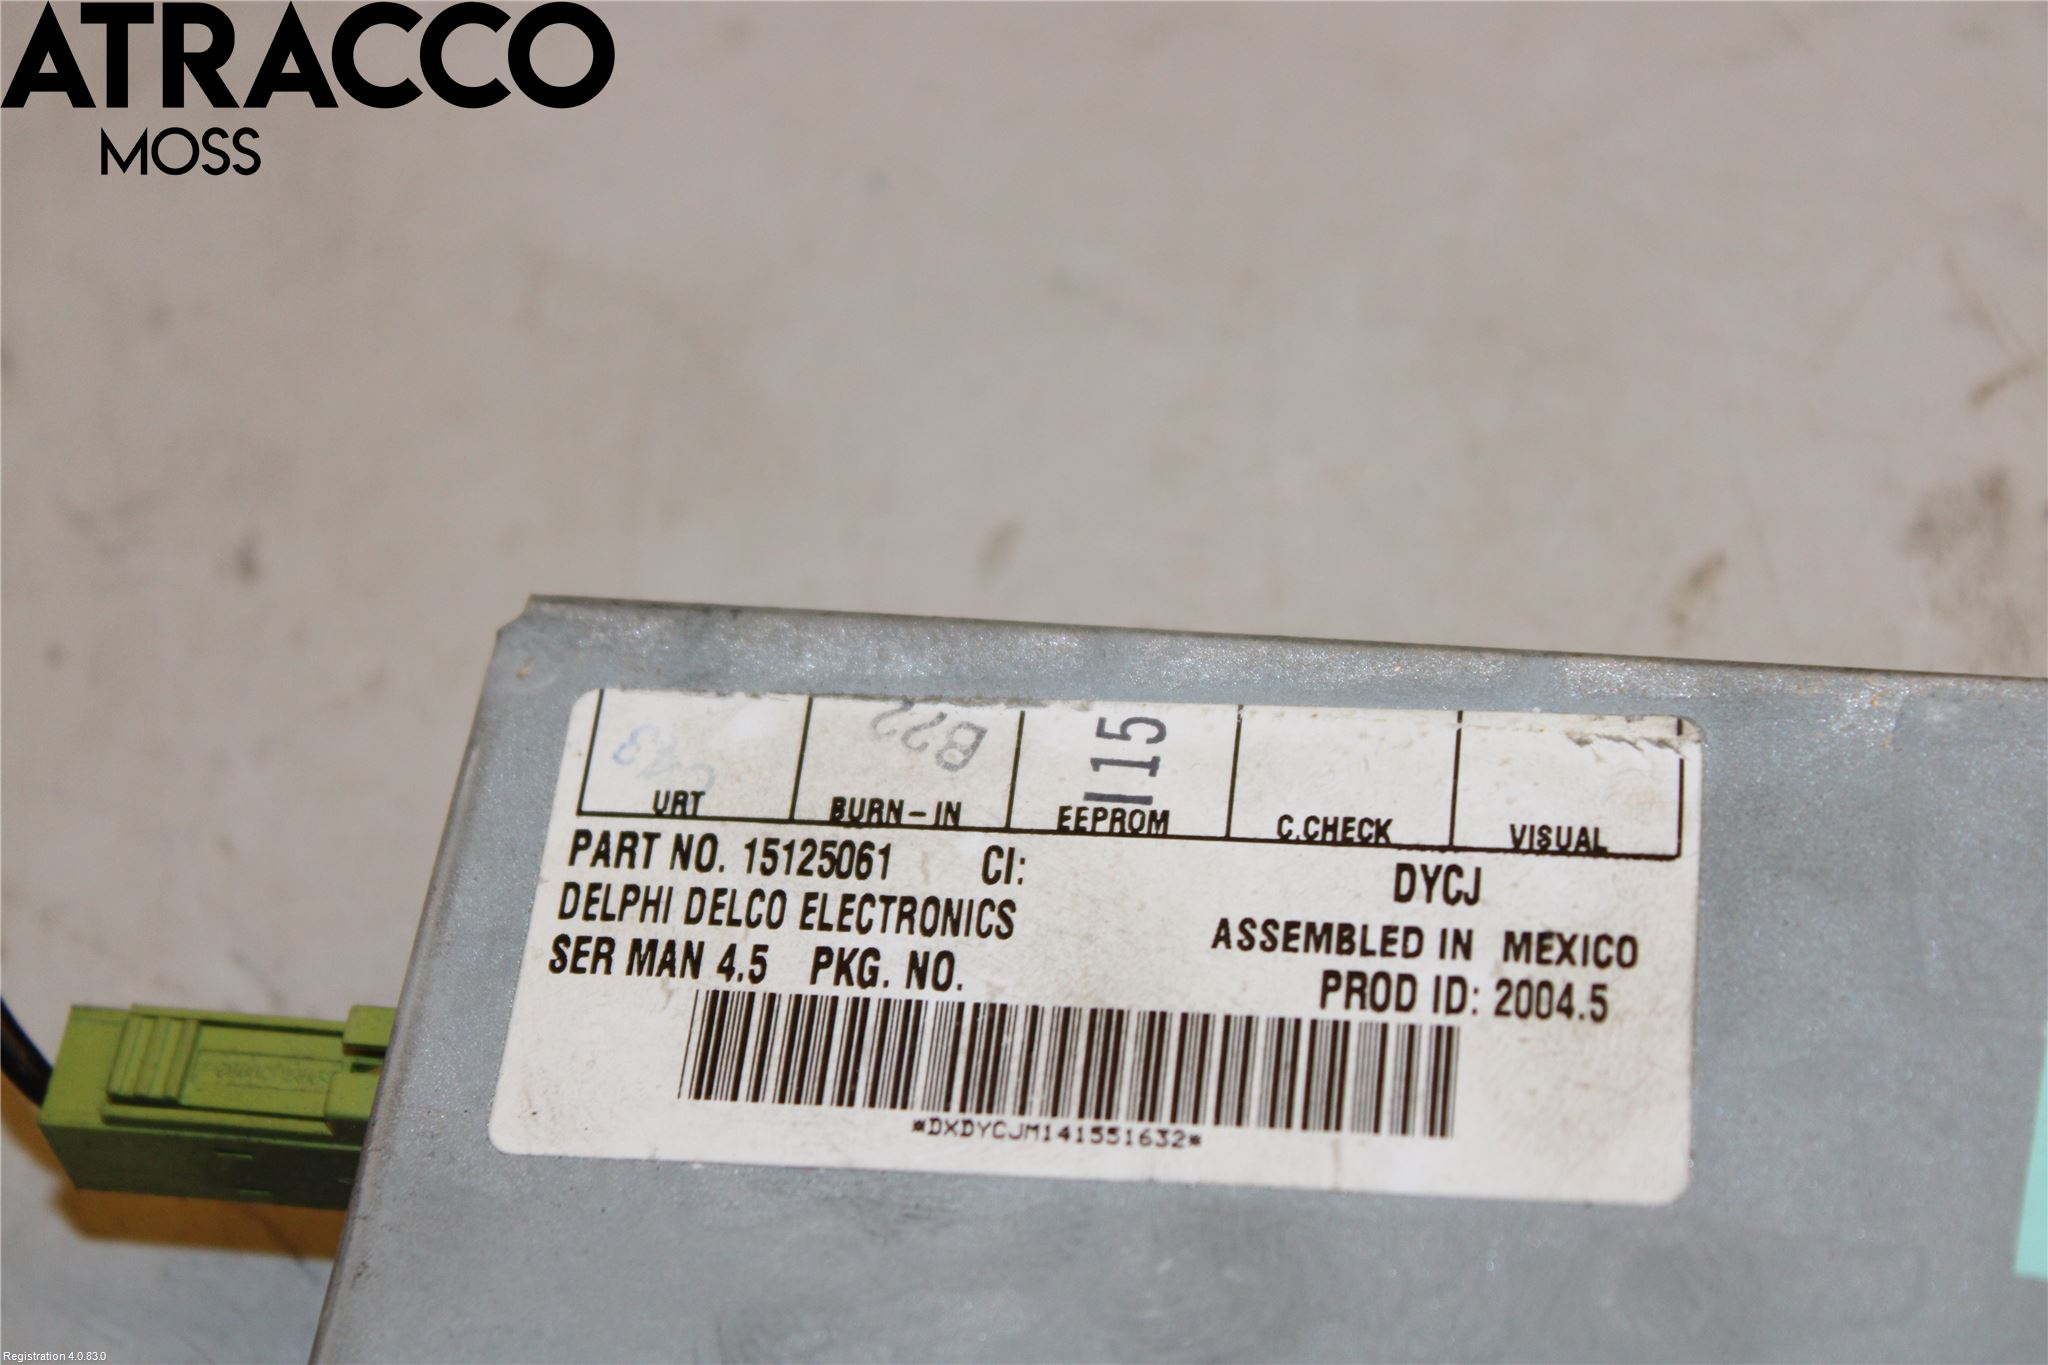 ATRACCO
MOSS
B22
115
URT BURN-IN EEPROM C.CHECK VISUAL
PART NO. 15125061 CI: DYCJ
DELPHI DELCO ELECTRONICS ASSEMBLED IN MEXICO
SER MAN 4.5 PKG. NO. PROD ID: 2004.5
*DXDYCJM141551632*
Registration 4.0.83.0